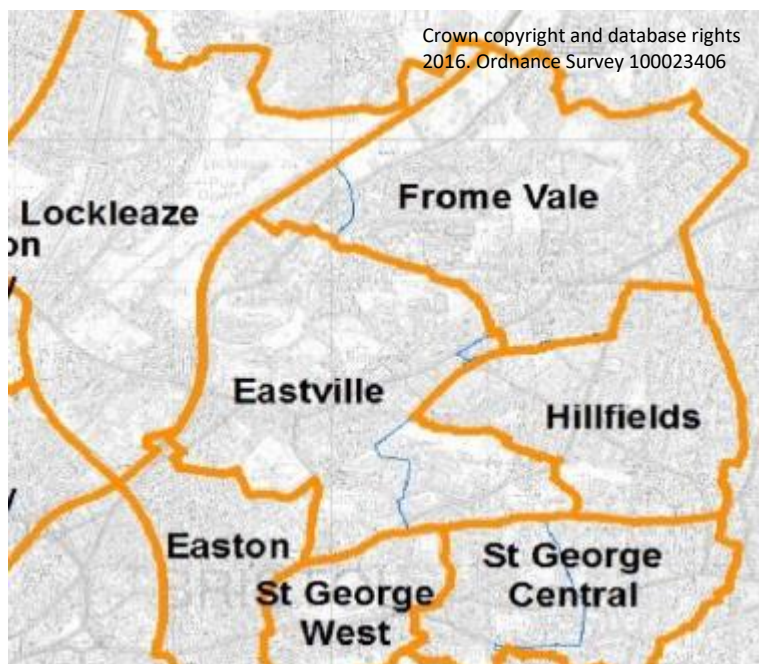 Crown copyright and database rights
2016. Ordnance Survey 100023406
Frome Vale
Lockleaze
on
y
Eastville
Hillfields
y
Easton
St George
Central
St George
West